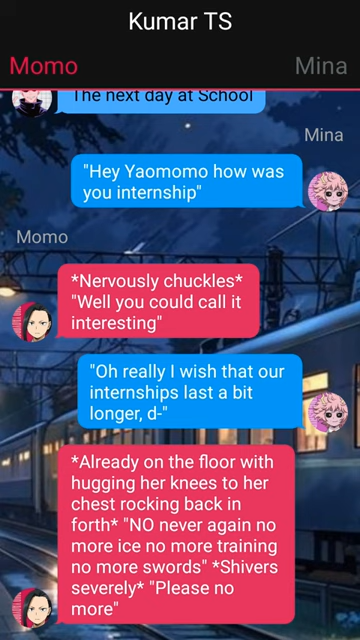 Kumar TS
Momo
Mina
The next day at School
Mina
"Hey Yaomomo how was
you internship"
Momo
*Nervously chuckles*
"Well you could call it
interesting"
"Oh really I wish that our
internships last a bit
longer, d-"
*Already on the floor with
hugging her knees to her
chest rocking back in
forth* "NO never again no
more ice no more training
no more swords" *Shivers
severely* "Please no
more"